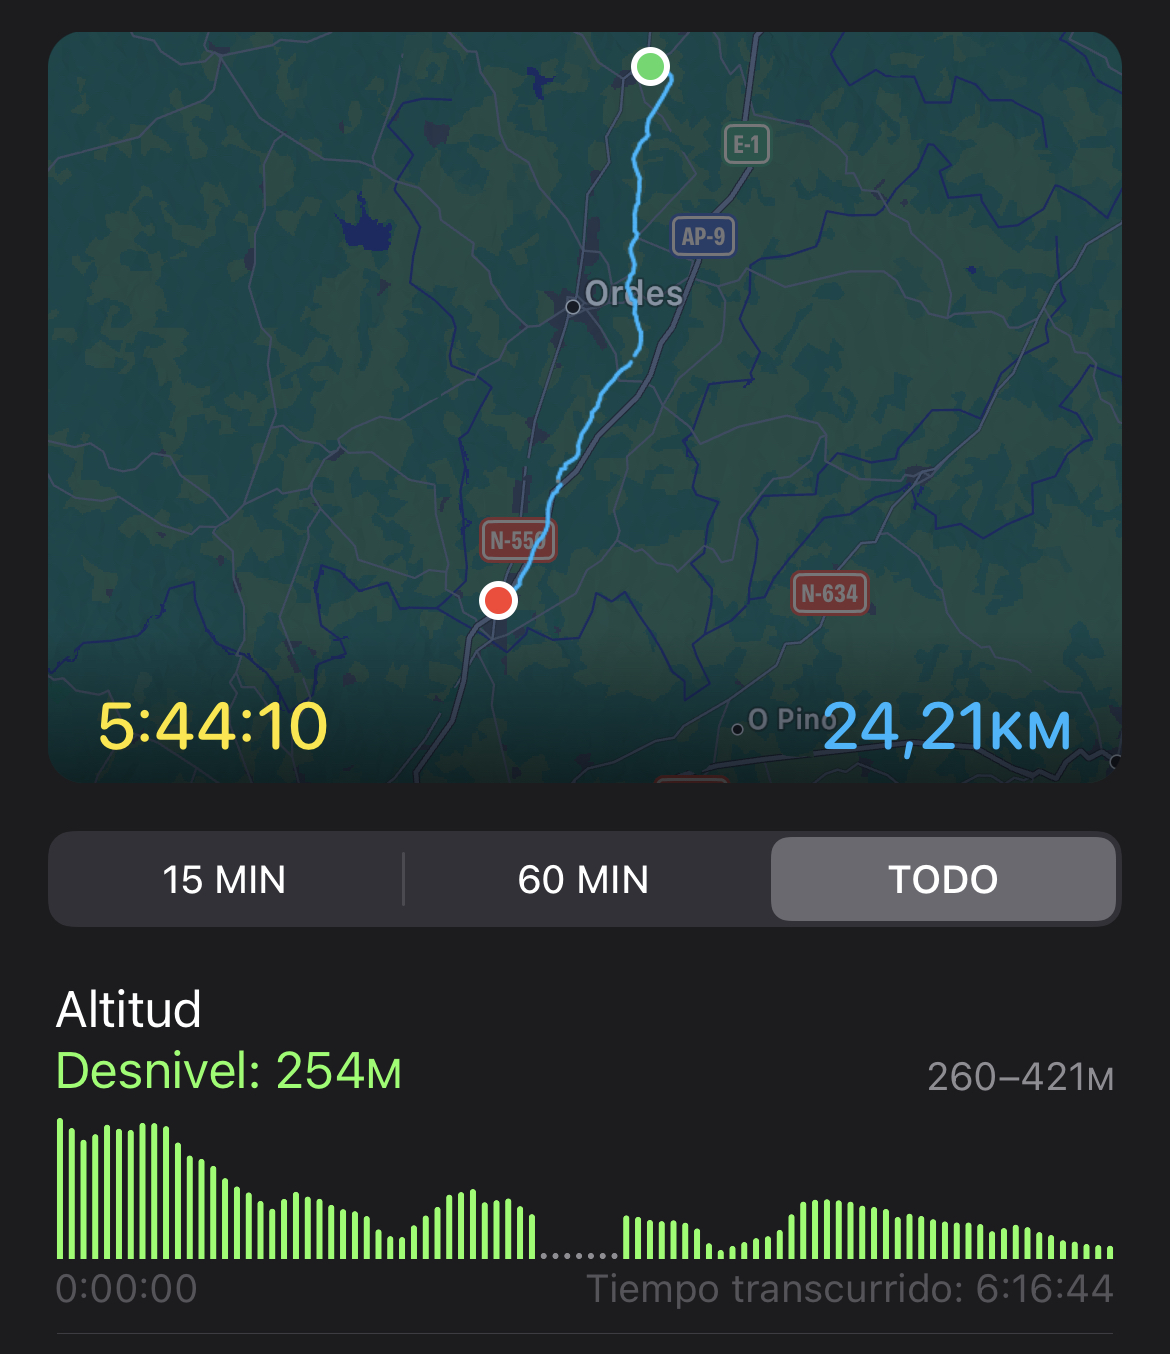 E-1
AP-9
Ordes
N-550
N-634
O Pino
5:44:10
24,21KM
15 MIN
60 MIN
TODO
Altitud
Desnivel: 254M
260–421M
0:00:00
Tiempo transcurrido: 6:16:44